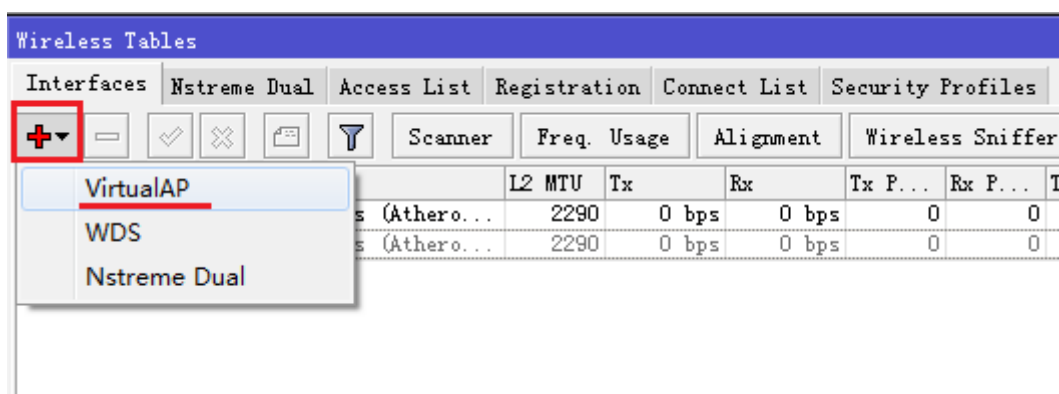 Wireless Tables
Interfaces Nstreme Dual Access List Registration Connect List Security Profiles
Scanner Freq. Usage Alignment Wireless Sniffer
L2 MTU Tx Rx Tx P... Rx P... T
VirtualAP
s (Athero... 2290 0 bps 0 bps 0 0
WDS
s (Athero... 2290 0 bps 0 bps 0 0
Nstreme Dual